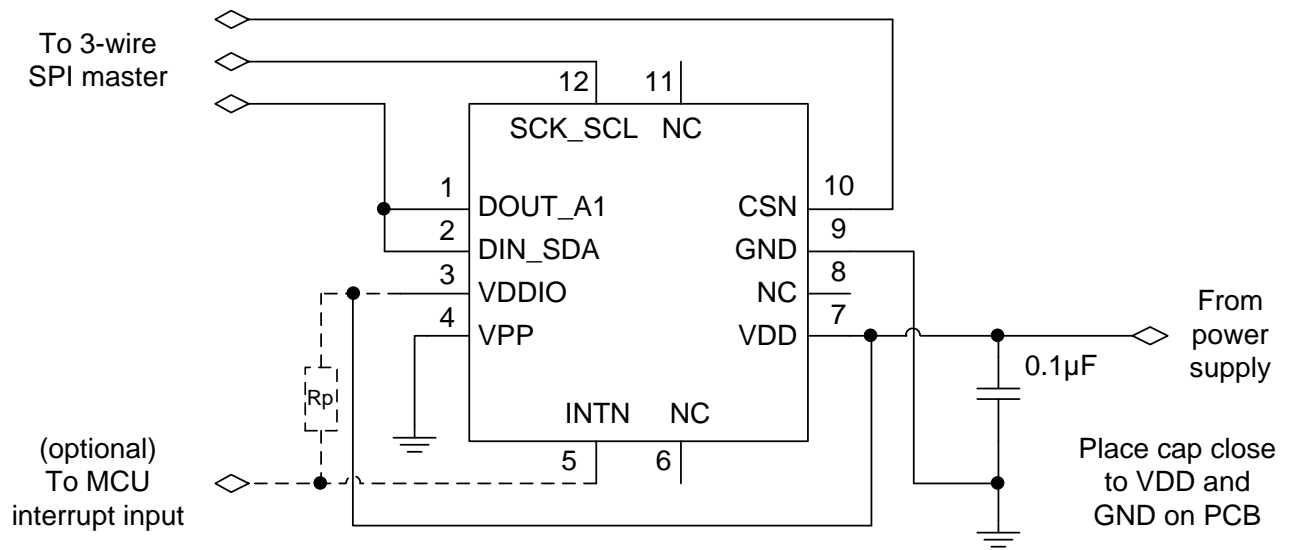 To 3-wire
SPI master
12
11
SCK_SCL
NC
1
DOUT_A1
2
DIN_SDA
3
VDDIO
4
VPP
10
CSN
9
GND
8
NC
7
VDD
INTN
NC
5
6
Rp
(optional)
To MCU
interrupt input
From
power
supply
0.1µF
Place cap close
to VDD and
GND on PCB